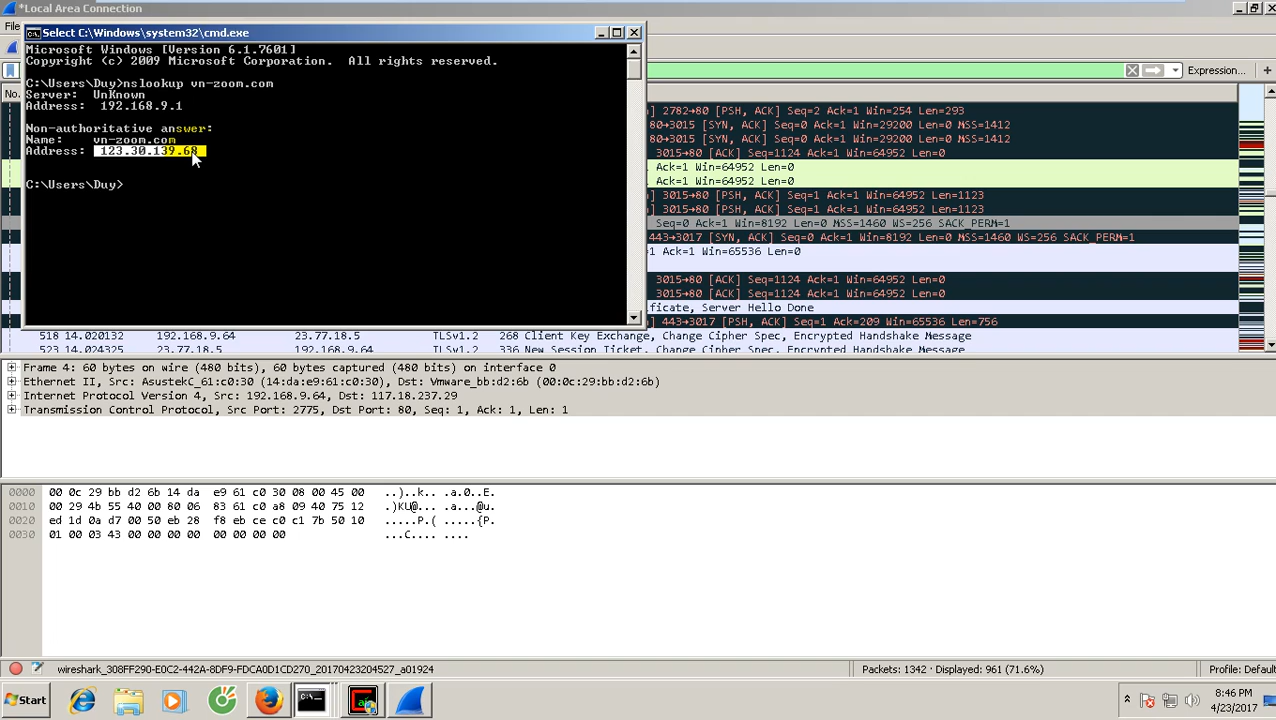 *Local Area Connection
Select C:\Windows\system32\cmd.exe
Microsoft Windows [Version 6.1.7601]
Copyright (c) 2009 Microsoft Corporation.  All rights reserved.
C:\Users\Duy>nslookup vn-zoom.com
Server:  UnKnown
Address:  192.168.9.1
Non-authoritative answer:
Name:    vn-zoom.com
Address:  123.30.139.68
C:\Users\Duy>
Expression…
No.
2782→80 [PSH, ACK] Seq=2 Ack=1 Win=254 Len=293
80→3015 [SYN, ACK] Seq=0 Ack=1 Win=29200 Len=0 MSS=1412
80→3015 [SYN, ACK] Seq=0 Ack=1 Win=29200 Len=0 MSS=1412
3015→80 [ACK] Seq=1124 Ack=1 Win=64952 Len=0
Ack=1 Win=64952 Len=0
Ack=1 Win=64952 Len=0
3015→80 [PSH, ACK] Seq=1 Ack=1 Win=64952 Len=1123
3015→80 [PSH, ACK] Seq=1 Ack=1 Win=64952 Len=1123
Seq=0 Ack=1 Win=8192 Len=0 MSS=1460 WS=256 SACK_PERM=1
443→3017 [SYN, ACK] Seq=0 Ack=1 Win=8192 Len=0 MSS=1460 WS=256 SACK_PERM=1
1 Ack=1 Win=65536 Len=0
3015→80 [ACK] Seq=1124 Ack=1 Win=64952 Len=0
3015→80 [ACK] Seq=1124 Ack=1 Win=64952 Len=0
ificate, Server Hello Done
443→3017 [PSH, ACK] Seq=1 Ack=209 Win=65536 Len=756
518 14.020132 192.168.9.64 23.77.18.5 TLSv1.2 268 Client Key Exchange, Change Cipher Spec, Encrypted Handshake Message
523 14.024325 23.77.18.5 192.168.9.64 TLSv1.2 336 New Session Ticket, Change Cipher Spec, Encrypted Handshake Message
Frame 4: 60 bytes on wire (480 bits), 60 bytes captured (480 bits) on interface 0
Ethernet II, Src: AsustekC_61:c0:30 (14:da:e9:61:c0:30), Dst: Vmware_bb:d2:6b (00:0c:29:bb:d2:6b)
Internet Protocol Version 4, Src: 192.168.9.64, Dst: 117.18.237.29
Transmission Control Protocol, Src Port: 2775, Dst Port: 80, Seq: 1, Ack: 1, Len: 1
0000 00 0c 29 bb d2 6b 14 da e9 61 c0 30 08 00 45 00 ..)..k.. .a.0..E.
0010 00 29 4b 55 40 00 80 06 83 61 c0 a8 09 40 75 12 .)KU@... .a...@u.
0020 ed 1d 0a d7 00 50 eb 28 f8 eb ce c0 c1 7b 50 10 .....P.( .....{P.
0030 01 00 03 43 00 00 00 00 00 00 00 00 ...C.... ....
wireshark_308FF290-E0C2-442A-8DF9-FDCA0D1CD270_20170423204527_a01924
Packets: 1342 · Displayed: 961 (71.6%)
Profile: Default
Start
8:46 PM
4/23/2017